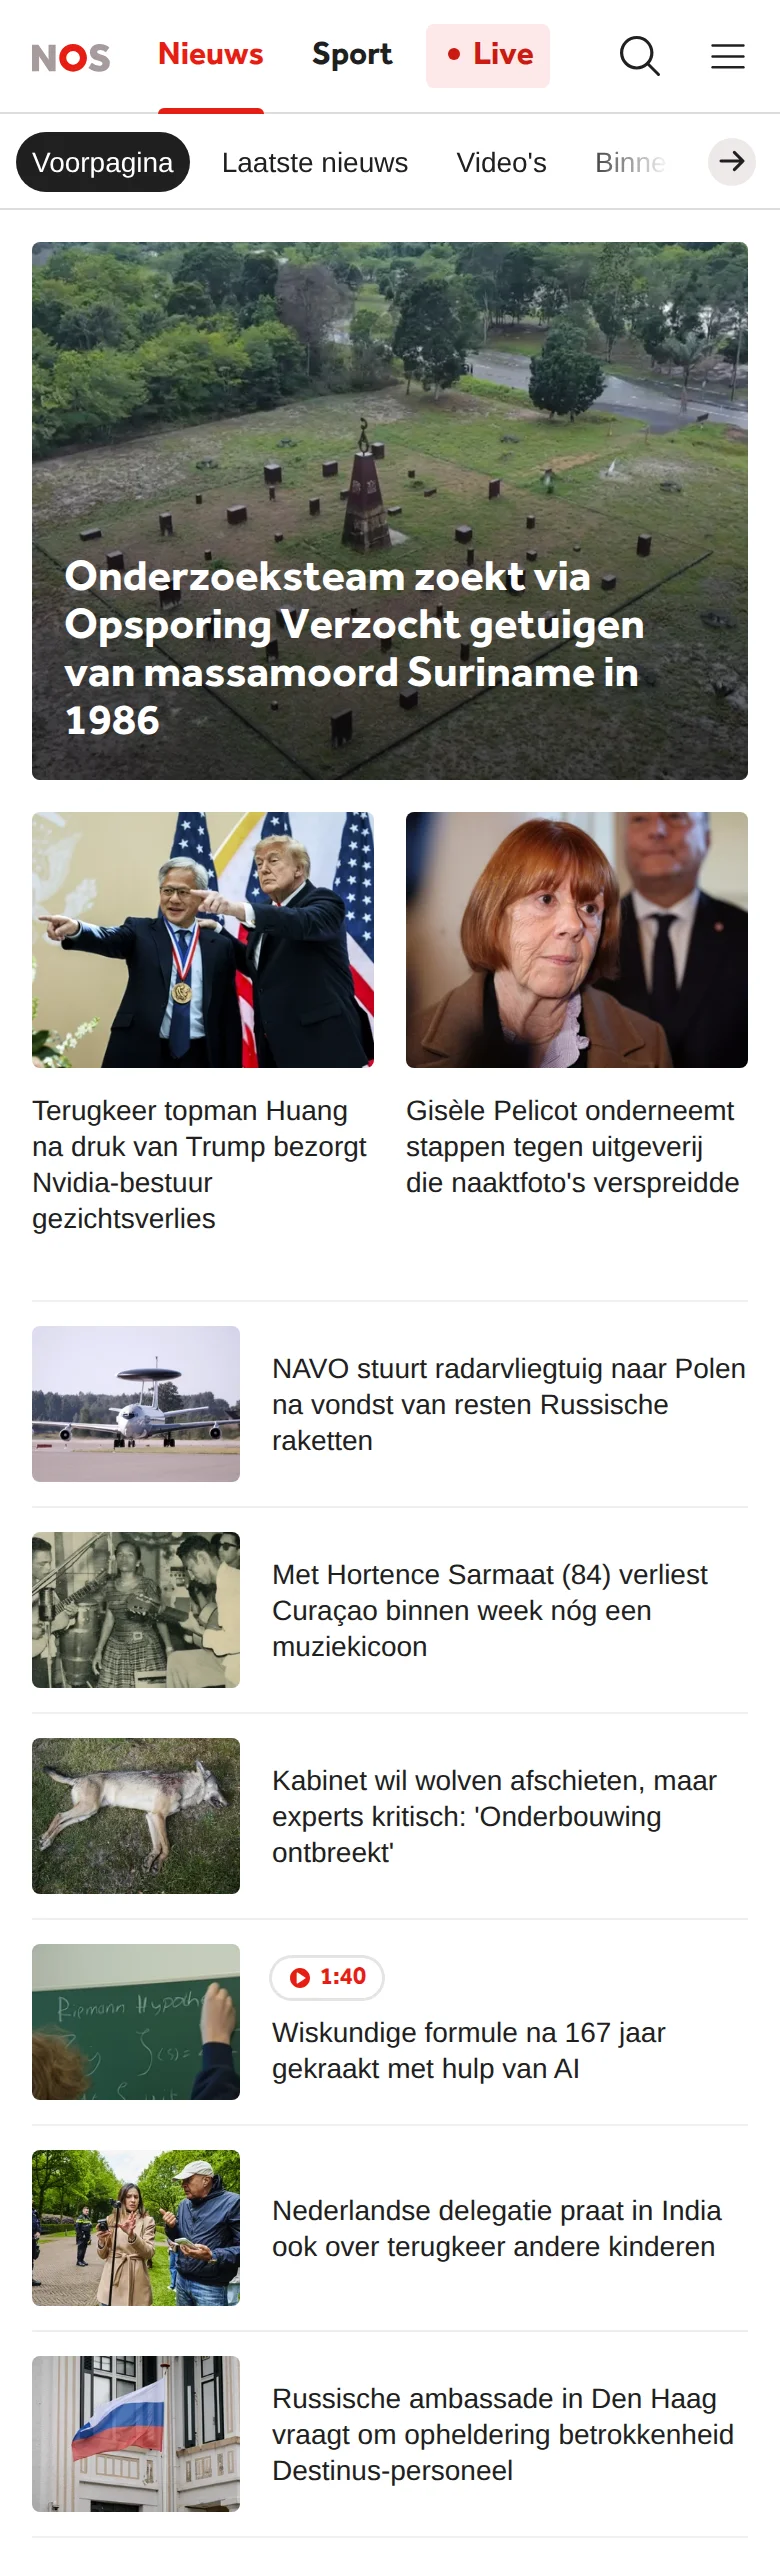 NOS Nieuws Sport Live
Voorpagina Laatste nieuws Video's Binne
Onderzoeksteam zoekt via
Opsporing Verzocht getuigen
van massamoord Suriname in
1986
Terugkeer topman Huang
na druk van Trump bezorgt
Nvidia-bestuur
gezichtsverlies
Gisèle Pelicot onderneemt
stappen tegen uitgeverij
die naaktfoto's verspreidde
NAVO stuurt radarvliegtuig naar Polen
na vondst van resten Russische
raketten
Met Hortence Sarmaat (84) verliest
Curaçao binnen week nóg een
muziekicoon
Kabinet wil wolven afschieten, maar
experts kritisch: 'Onderbouwing
ontbreekt'
Riemann Hypothe
ζ(s)=
1:40
Wiskundige formule na 167 jaar
gekraakt met hulp van AI
Nederlandse delegatie praat in India
ook over terugkeer andere kinderen
Russische ambassade in Den Haag
vraagt om opheldering betrokkenheid
Destinus-personeel